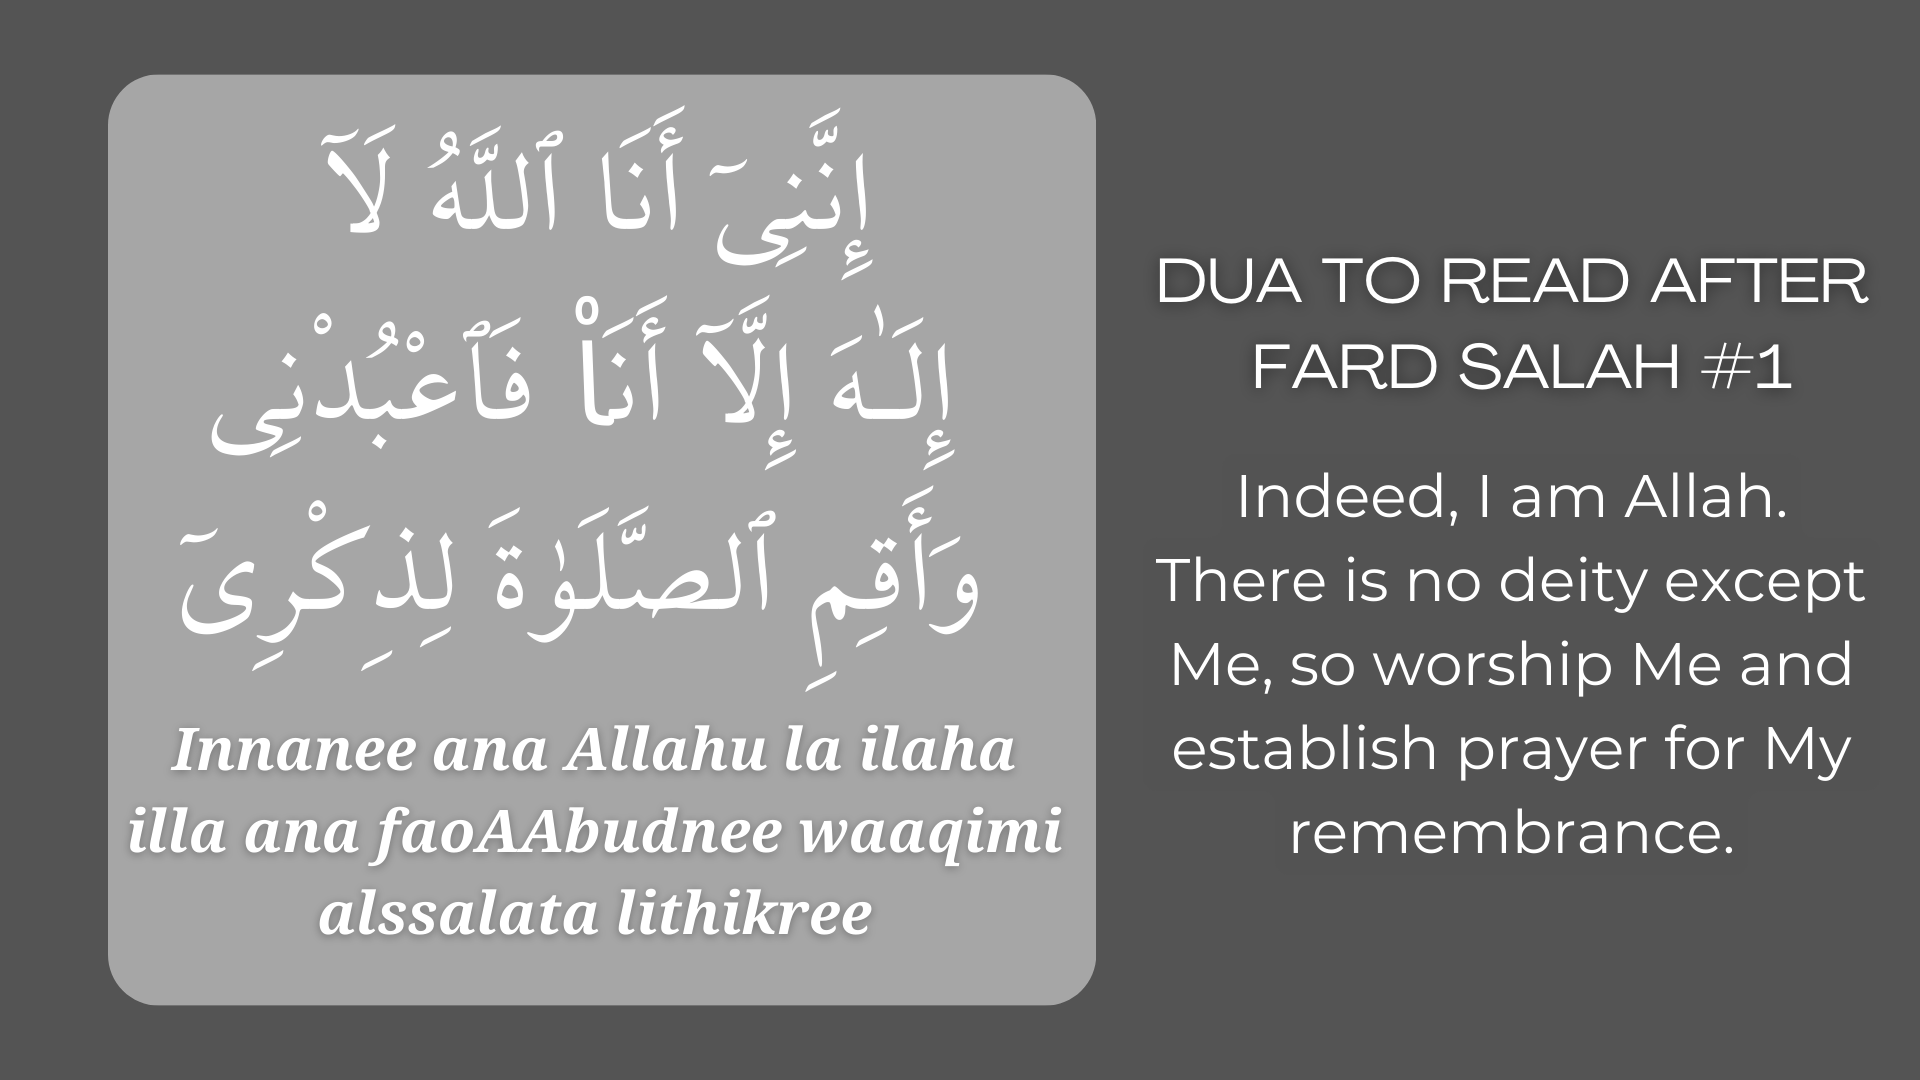 إِنَّنِىٓ أَنَا ٱللَّهُ لَآ
إِلَـٰهَ إِلَّآ أَنَا۠ فَٱعْبُدْنِى
وَأَقِمِ ٱلصَّلَوٰةَ لِذِكْرِىٓ
Innanee ana Allahu la ilaha
illa ana faoAAbudnee waaqimi
alssalata lithikree
DUA TO READ AFTER
FARD SALAH #1
Indeed, I am Allah.
There is no deity except
Me, so worship Me and
establish prayer for My
remembrance.